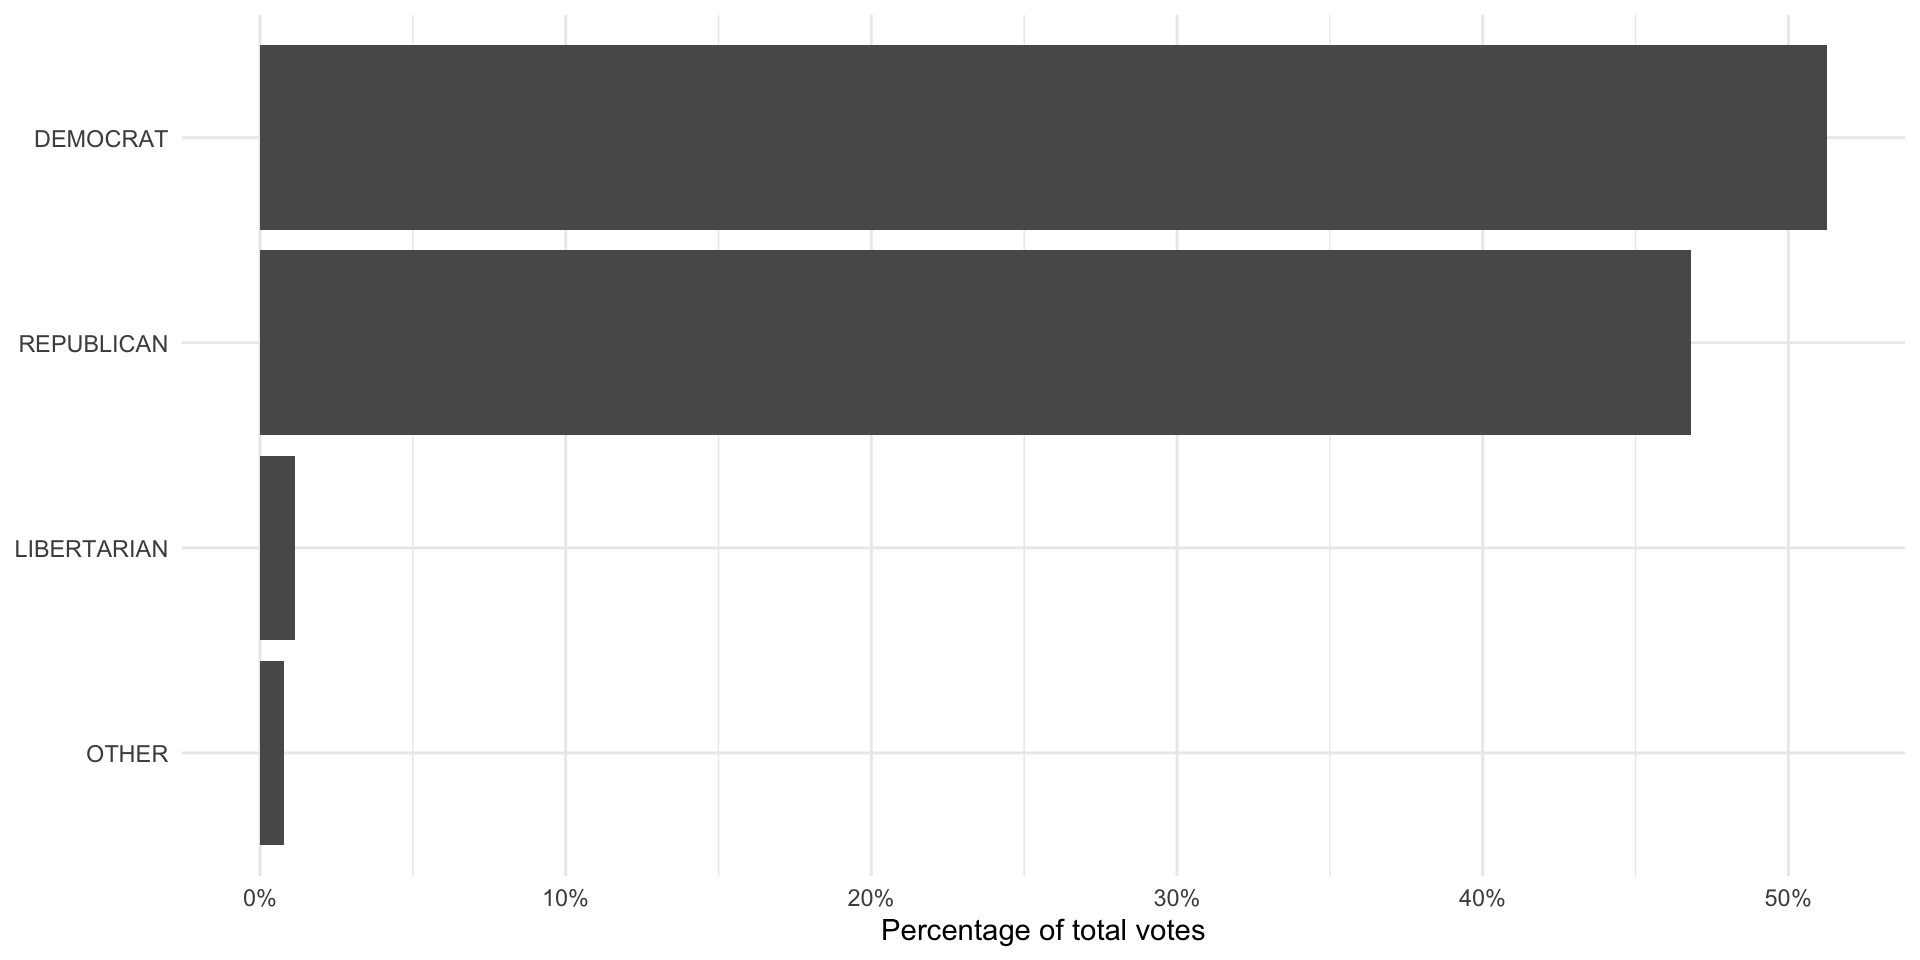 DEMOCRAT
REPUBLICAN
LIBERTARIAN
OTHER
0% 10% 20% 30% 40% 50%
Percentage of total votes